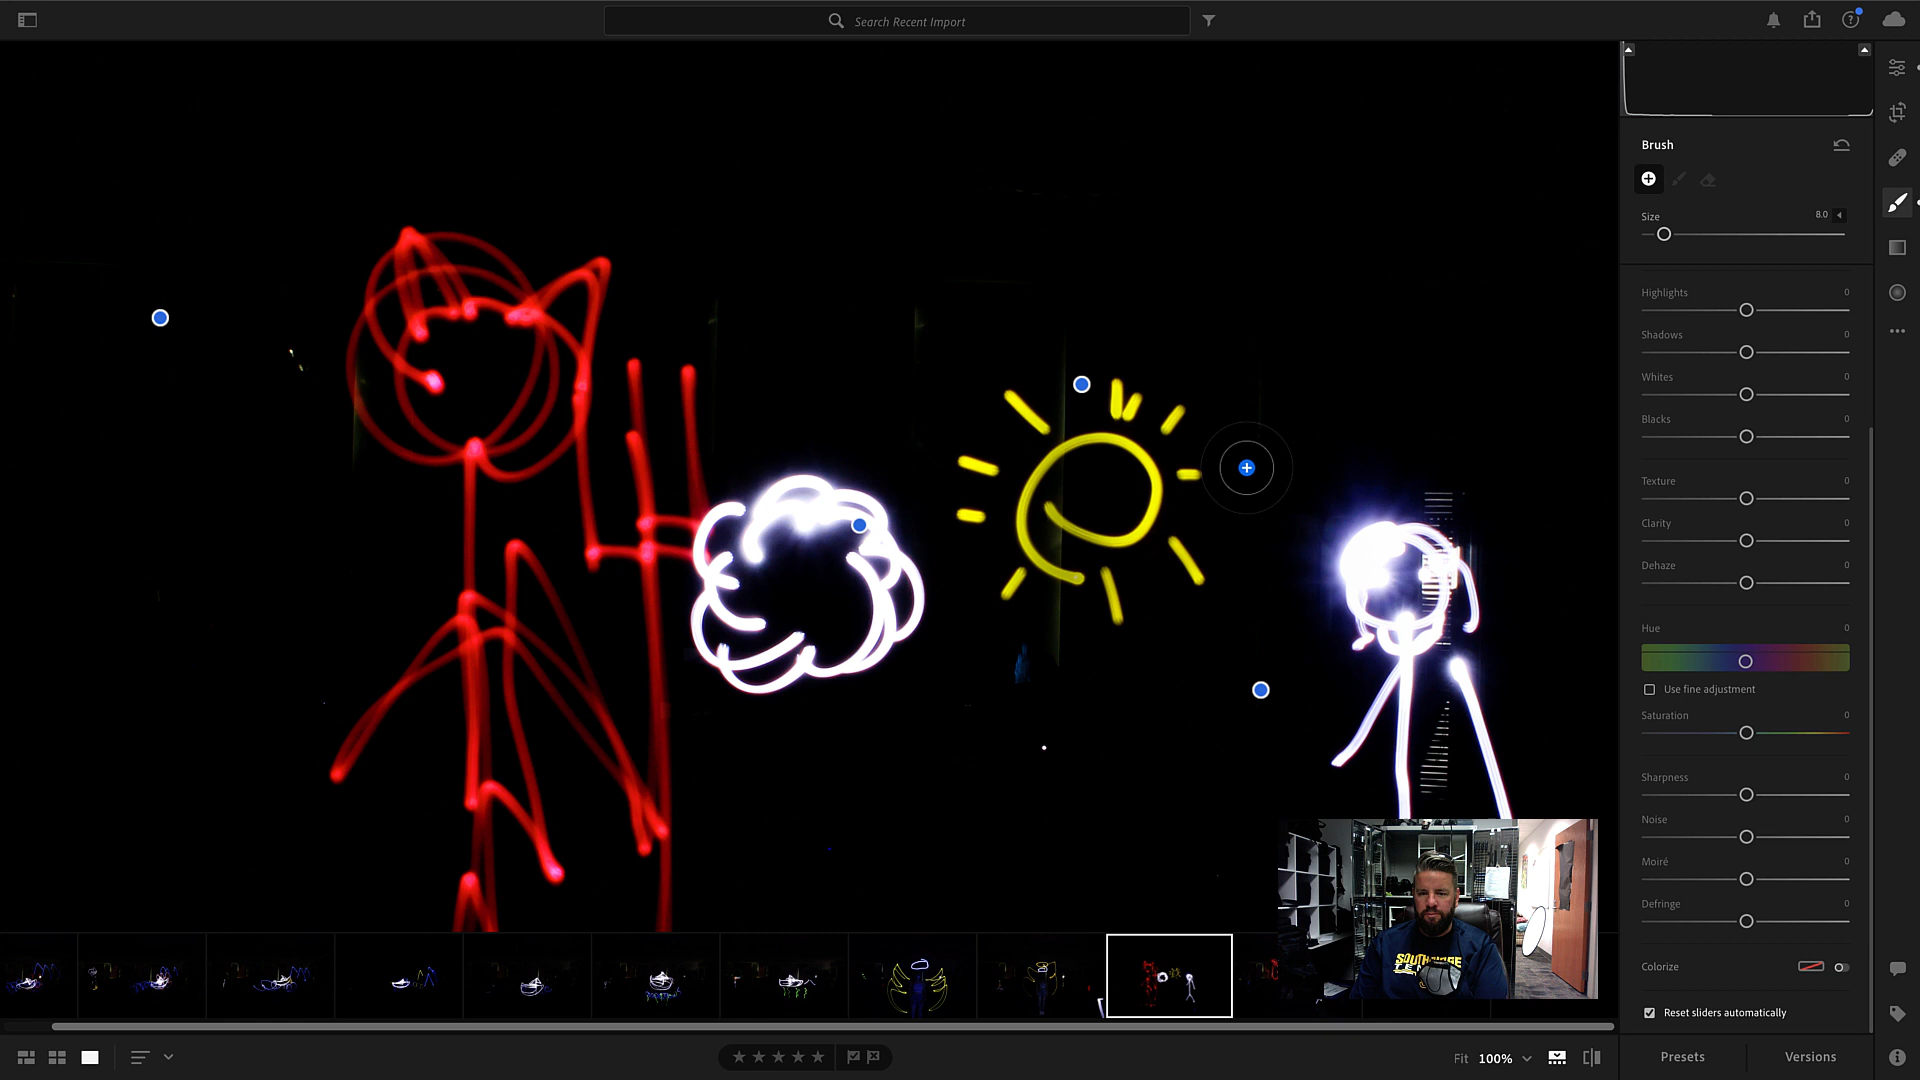 Search Recent Import
Brush
Size 8.0
Highlights 0
Shadows 0
Whites 0
Blacks 0
Texture 0
Clarity 0
Dehaze 0
Hue 0
Use fine adjustment
Saturation 0
Sharpness 0
Noise 0
Moiré 0
Defringe 0
Colorize
Reset sliders automatically
Fit 100%
Presets Versions